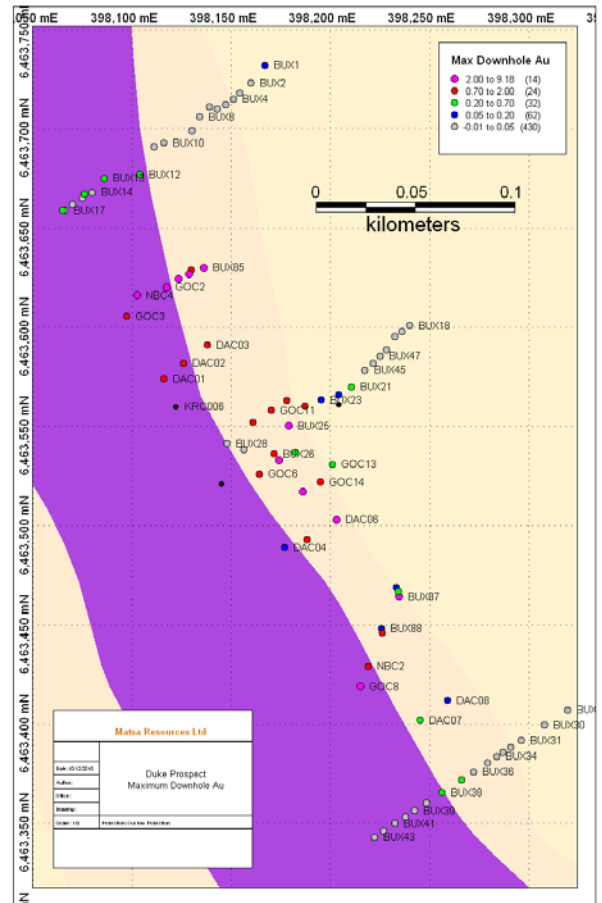 398,100 mE
398,150 mE
398,200 mE
398,250 mE
398,300 mE
6,463,750 mN
6,463,700 mN
6,463,650 mN
6,463,600 mN
6,463,550 mN
6,463,500 mN
6,463,450 mN
6,463,400 mN
6,463,350 mN
Max Downhole Au
2.00 to 9.18 (14)
0.70 to 2.00 (24)
0.20 to 0.70 (32)
0.05 to 0.20 (62)
-0.01 to 0.05 (430)
0 0.05 0.1
kilometers
BUX1
BUX2
BUX4
BUX8
BUX10
BUX12
BUX13
BUX14
BUX17
BUX85
GOC2
NBC4
GOC3
BUX18
DAC03
BUX47
DAC02
BUX45
DAC01
BUX21
KRC006
BUX23
GOC11
BUX25
BUX28
BUX26
GOC13
GOC6
GOC14
DAC06
DAC04
BUX87
BUX88
NBC2
GOC8
DAC08
DAC07
BUX30
BUX31
BUX34
BUX36
BUX38
BUX39
BUX41
BUX43
Matsa Resources Ltd
Duke Prospect
Maximum Downhole Au
Author:
Office:
Drawing: